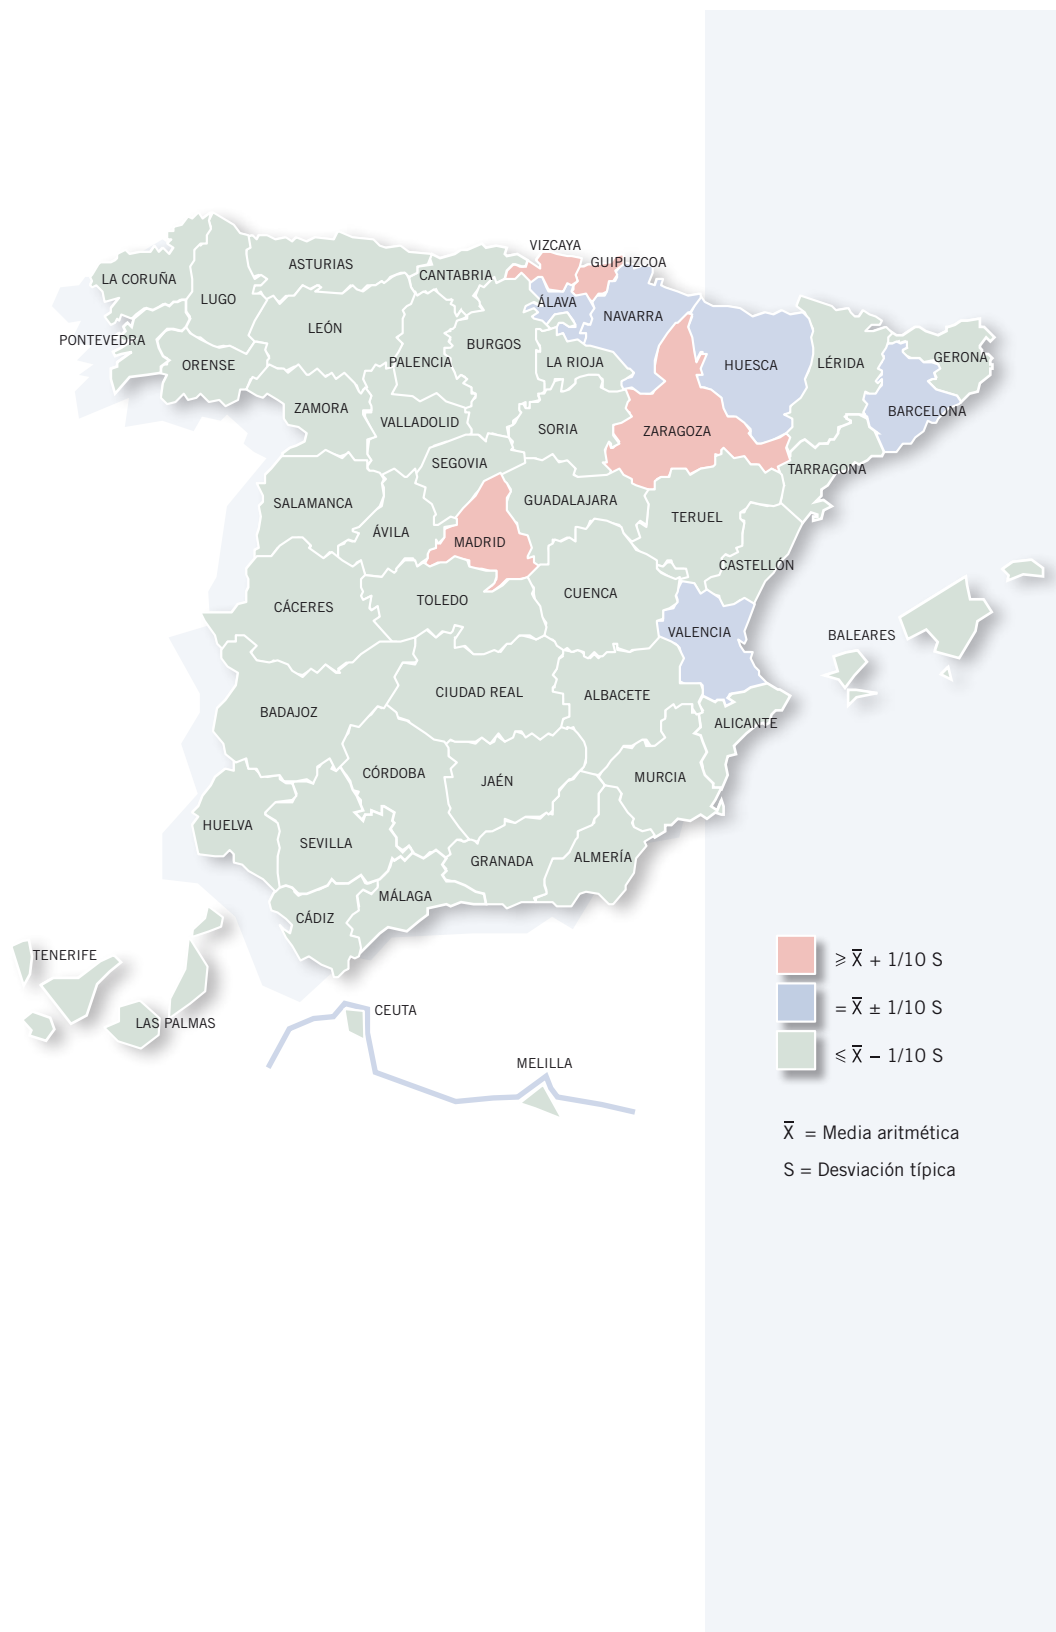 VIZCAYA
GUIPUZCOA
ASTURIAS
CANTABRIA
LA CORUÑA
LUGO
ÁLAVA
NAVARRA
LEÓN
PONTEVEDRA
BURGOS
GERONA
ORENSE
PALENCIA
LA RIOJA
HUESCA
LÉRIDA
ZAMORA
BARCELONA
VALLADOLID
SORIA
ZARAGOZA
SEGOVIA
TARRAGONA
SALAMANCA
GUADALAJARA
TERUEL
ÁVILA
MADRID
CASTELLÓN
CÁCERES
TOLEDO
CUENCA
VALENCIA
BALEARES
CIUDAD REAL
ALBACETE
BADAJOZ
ALICANTE
CÓRDOBA
JAÉN
MURCIA
HUELVA
SEVILLA
GRANADA
ALMERÍA
MÁLAGA
CÁDIZ
TENERIFE
LAS PALMAS
CEUTA
MELILLA
⩾ X̅ + 1/10 S
= X̅ ± 1/10 S
⩽ X̅ – 1/10 S
X̅ = Media aritmética
S = Desviación típica